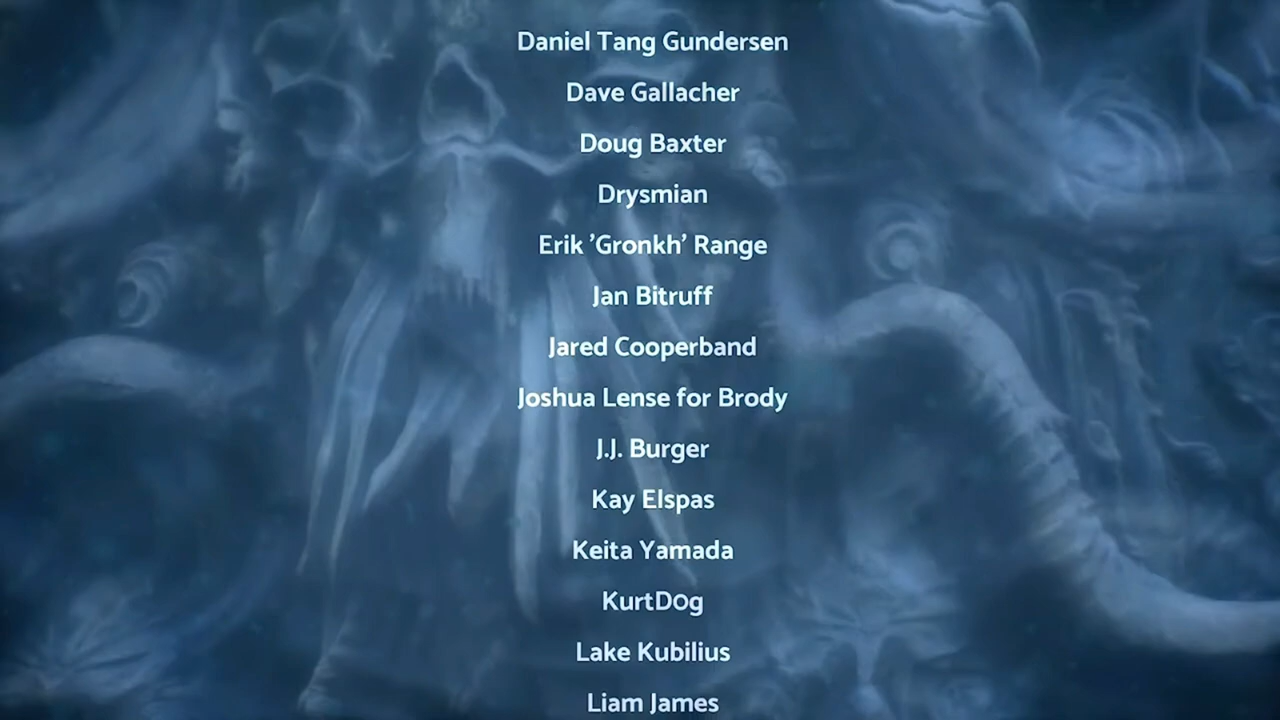 Daniel Tang Gundersen
Dave Gallacher
Doug Baxter
Drysmian
Erik 'Gronkh' Range
Jan Bitruff
Jared Cooperband
Joshua Lense for Brody
J.J. Burger
Kay Elspas
Keita Yamada
KurtDog
Lake Kubilius
Liam James